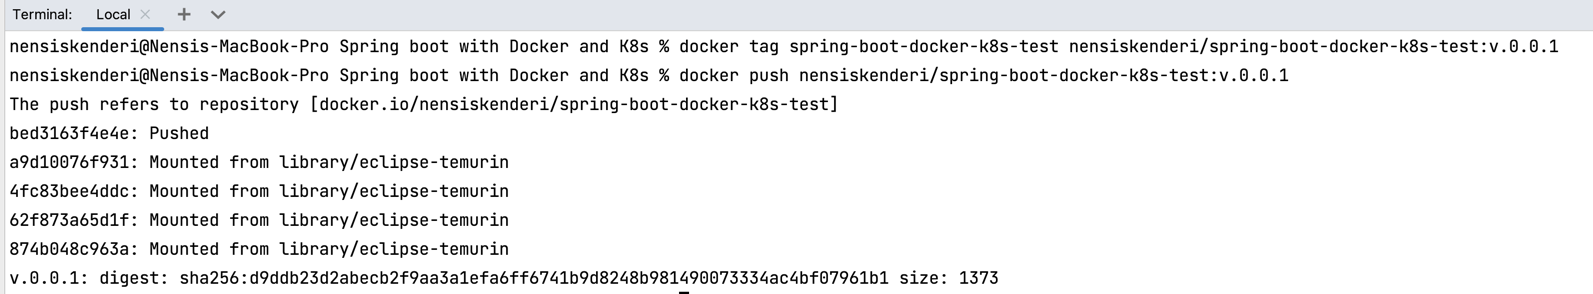 Terminal: Local × + ⌄
nensiskenderi@Nensis-MacBook-Pro Spring boot with Docker and K8s % docker tag spring-boot-docker-k8s-test nensiskenderi/spring-boot-docker-k8s-test:v.0.0.1
nensiskenderi@Nensis-MacBook-Pro Spring boot with Docker and K8s % docker push nensiskenderi/spring-boot-docker-k8s-test:v.0.0.1
The push refers to repository [docker.io/nensiskenderi/spring-boot-docker-k8s-test]
bed3163f4e4e: Pushed
a9d10076f931: Mounted from library/eclipse-temurin
4fc83bee4ddc: Mounted from library/eclipse-temurin
62f873a65d1f: Mounted from library/eclipse-temurin
874b048c963a: Mounted from library/eclipse-temurin
v.0.0.1: digest: sha256:d9ddb23d2abecb2f9aa3a1efa6ff6741b9d8248b981490073334ac4bf07961b1 size: 1373